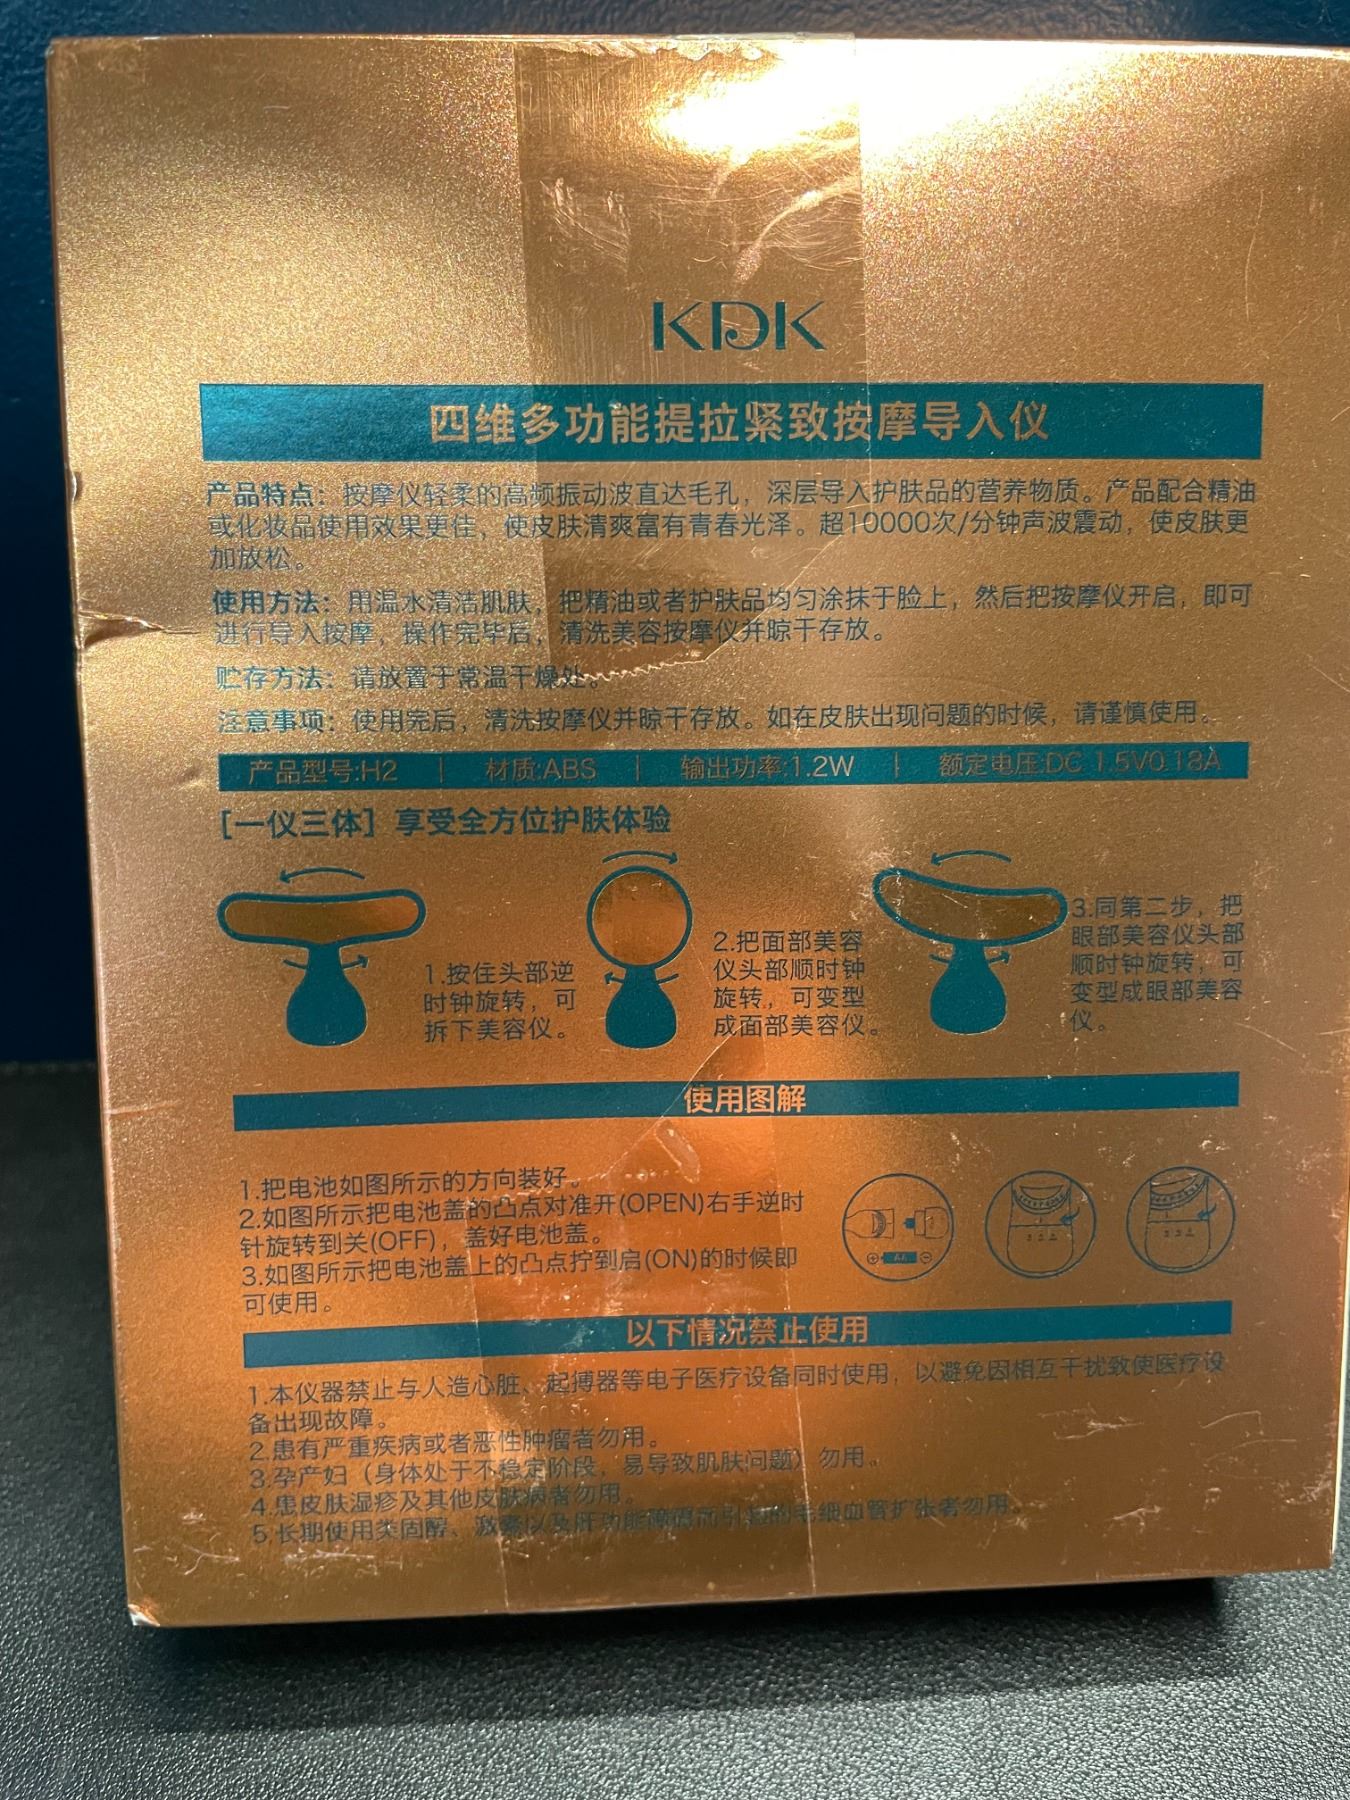 KDK
四维多功能提拉紧致按摩导入仪
产品特点：按摩仪轻柔的高频振动波直达毛孔，深层导入护肤品的营养物质。产品配合精油
或化妆品使用效果更佳，使皮肤清爽富有青春光泽。超10000次/分钟声波震动，使皮肤更
加放松。
使用方法：用温水清洁肌肤，把精油或者护肤品均匀涂抹于脸上，然后把按摩仪开启，即可
进行导入按摩，操作完毕后，清洗美容按摩仪并晾干存放。
贮存方法：请放置于常温干燥处。
注意事项：使用完后，清洗按摩仪并晾干存放。如在皮肤出现问题的时候，请谨慎使用。
产品型号:H2 | 材质:ABS | 输出功率:1.2W | 额定电压:DC 1.5V0.18A
[一仪三体] 享受全方位护肤体验
1.按住头部逆
时钟旋转，可
拆下美容仪。
2.把面部美容
仪头部顺时钟
旋转，可变型
成面部美容仪。
3.同第二步，把
眼部美容仪头部
顺时钟旋转，可
变型成眼部美容
仪。
使用图解
1.把电池如图所示的方向装好。
2.如图所示把电池盖的凸点对准开(OPEN)右手逆时
针旋转到关(OFF)，盖好电池盖。
3.如图所示把电池盖上的凸点拧到启(ON)的时候即
可使用。
AA
以下情况禁止使用
1.本仪器禁止与人造心脏、起搏器等电子医疗设备同时使用，以避免因相互干扰致使医疗设
备出现故障。
2.患有严重疾病或者恶性肿瘤者勿用。
3.孕产妇（身体处于不稳定阶段，易导致肌肤问题）勿用。
4.患皮肤湿疹及其他皮肤病者勿用。
5,长期使用类固醇、激素以及肝功能障碍而引起的毛细血管扩张者勿用。